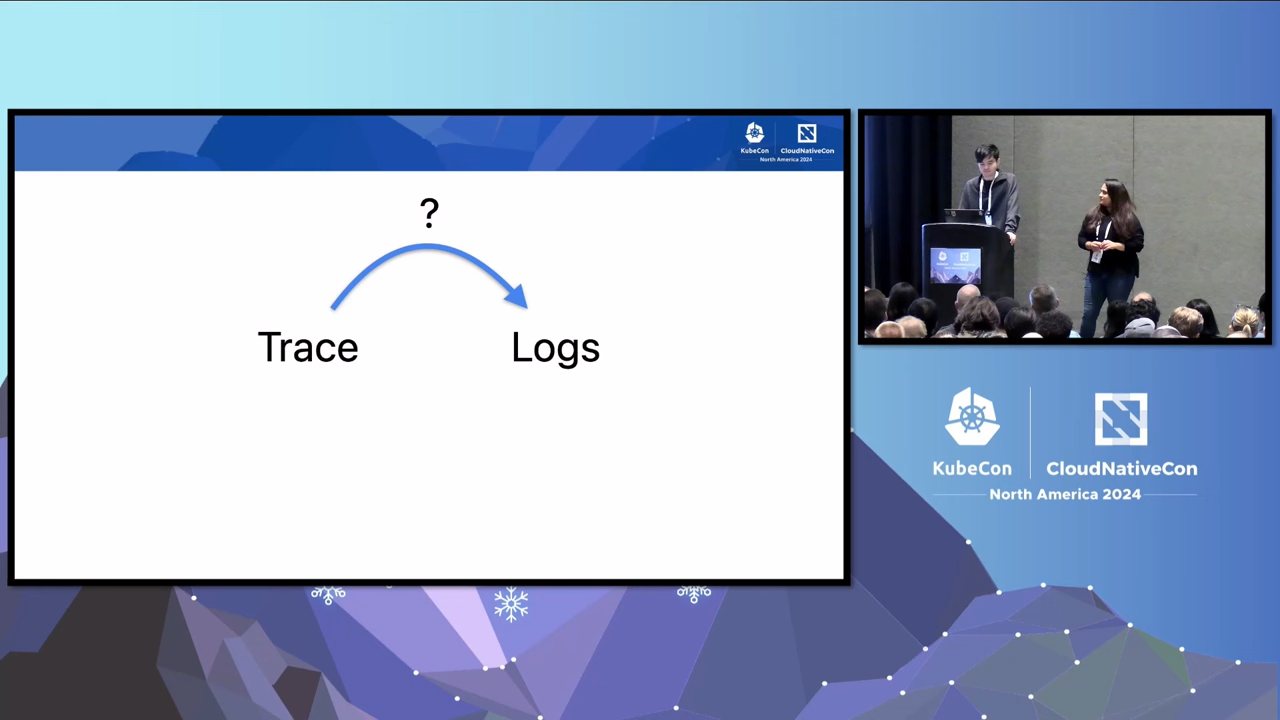 KubeCon
CloudNativeCon
North America 2024
?
Trace
Logs
KubeCon
CloudNativeCon
North America 2024